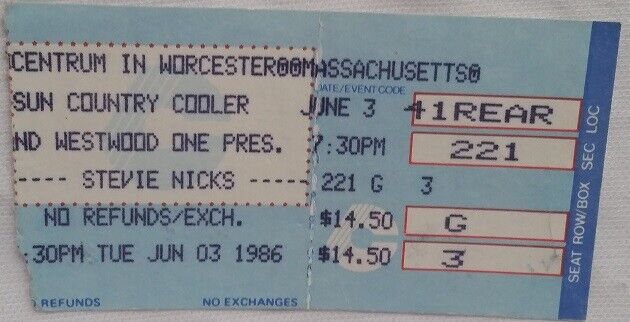 CENTRUM IN WORCESTER@@MASSACHUSETTS@
DATE/EVENT CODE
SUN COUNTRY COOLER JUNE 3 41REAR
ND WESTWOOD ONE PRES. 7:30PM 221
---- STEVIE NICKS ---- 221 G 3
NO REFUNDS/EXCH. $14.50 G
:30PM TUE JUN 03 1986 $14.50 3
REFUNDS NO EXCHANGES
SEAT ROW/BOX SEC LOC